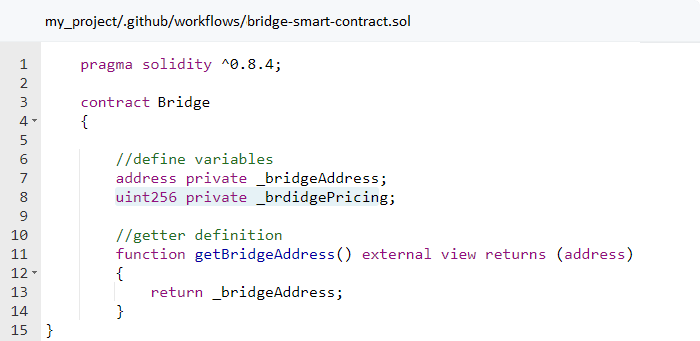 my_project/.github/workflows/bridge-smart-contract.sol
1 pragma solidity ^0.8.4;
2
3 contract Bridge
4 {
5
6 //define variables
7 address private _bridgeAddress;
8 uint256 private _brdidgePricing;
9
10 //getter definition
11 function getBridgeAddress() external view returns (address)
12 {
13 return _bridgeAddress;
14 }
15 }